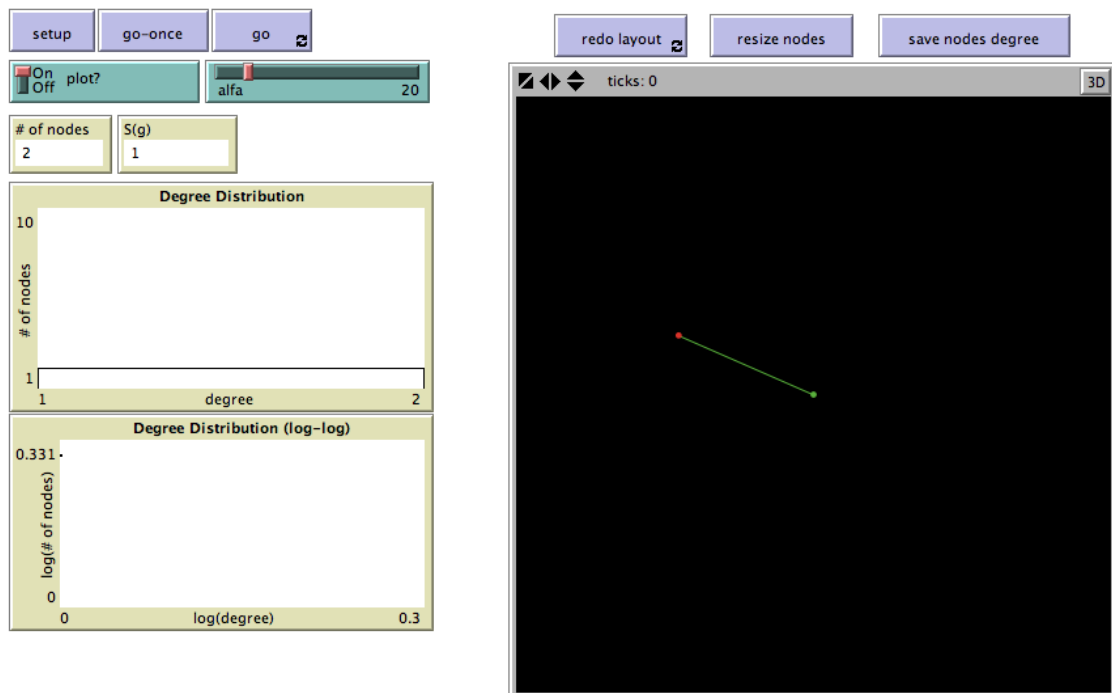 setup go-once go
On
Off plot?
alfa 20
# of nodes S(g)
2 1
Degree Distribution
10
# of nodes
1
1 degree 2
Degree Distribution (log-log)
0.331
log(# of nodes)
0
0 log(degree) 0.3
redo layout resize nodes save nodes degree
ticks: 0 3D